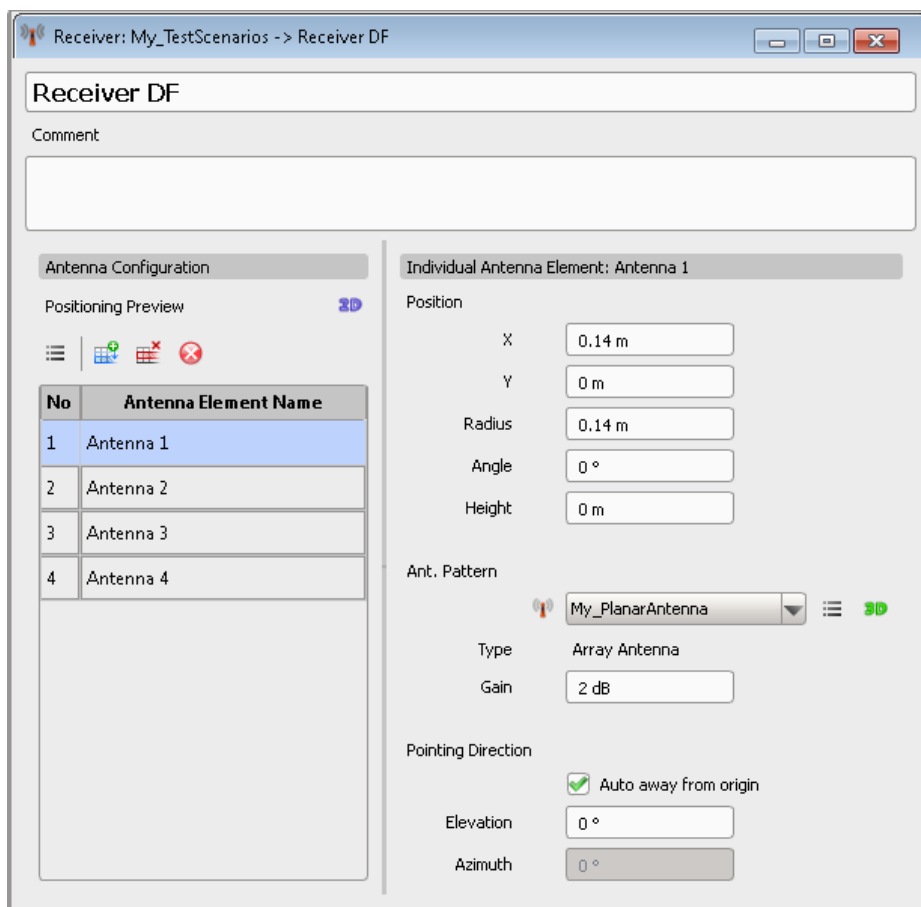 Receiver: My_TestScenarios -> Receiver DF
Receiver DF
Comment
Antenna Configuration
Positioning Preview 2D
No Antenna Element Name
1 Antenna 1
2 Antenna 2
3 Antenna 3
4 Antenna 4
Individual Antenna Element: Antenna 1
Position
X 0.14 m
Y 0 m
Radius 0.14 m
Angle 0 °
Height 0 m
Ant. Pattern
My_PlanarAntenna 3D
Type Array Antenna
Gain 2 dB
Pointing Direction
Auto away from origin
Elevation 0 °
Azimuth 0 °